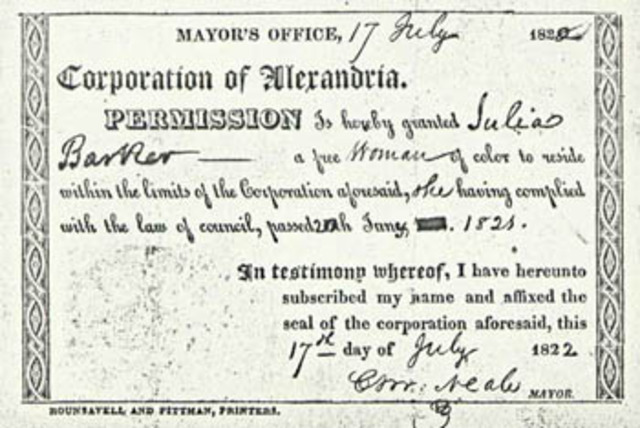 MAYOR'S OFFICE, 17 July 182
Corporation of Alexandria.
PERMISSION Is hereby granted Julia
Barker — a free Woman of color to reside
within the limits of the Corporation aforesaid, she having complied
with the law of council, passed Jany, 1821.
In testimony whereof, I have hereunto
subscribed my name and affixed the
seal of the corporation aforesaid, this
17th day of July 1822
Chrr: Neale MAYOR.
ROUNSAVELL AND PITTMAN, PRINTERS.